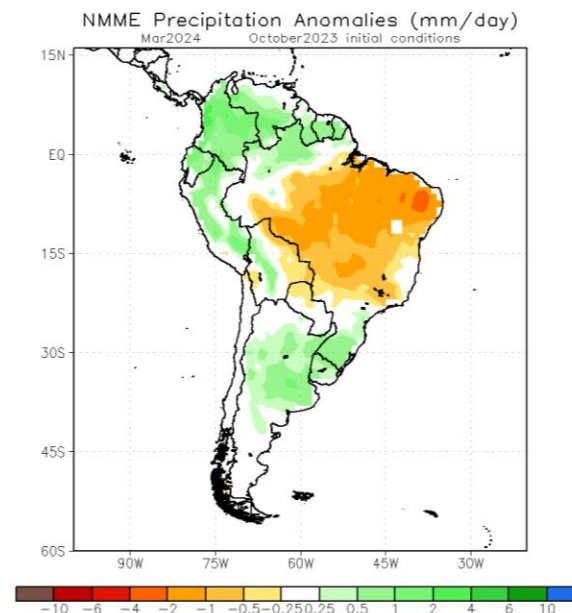 NMME Precipitation Anomalies (mm/day)
Mar2024 October2023 initial conditions
15N
EQ
15S
30S
45S
60S
90W 75W 60W 45W 30W
-10 -6 -4 -2 -1 -0.5 -0.25 0.25 0.5 1 2 4 6 10